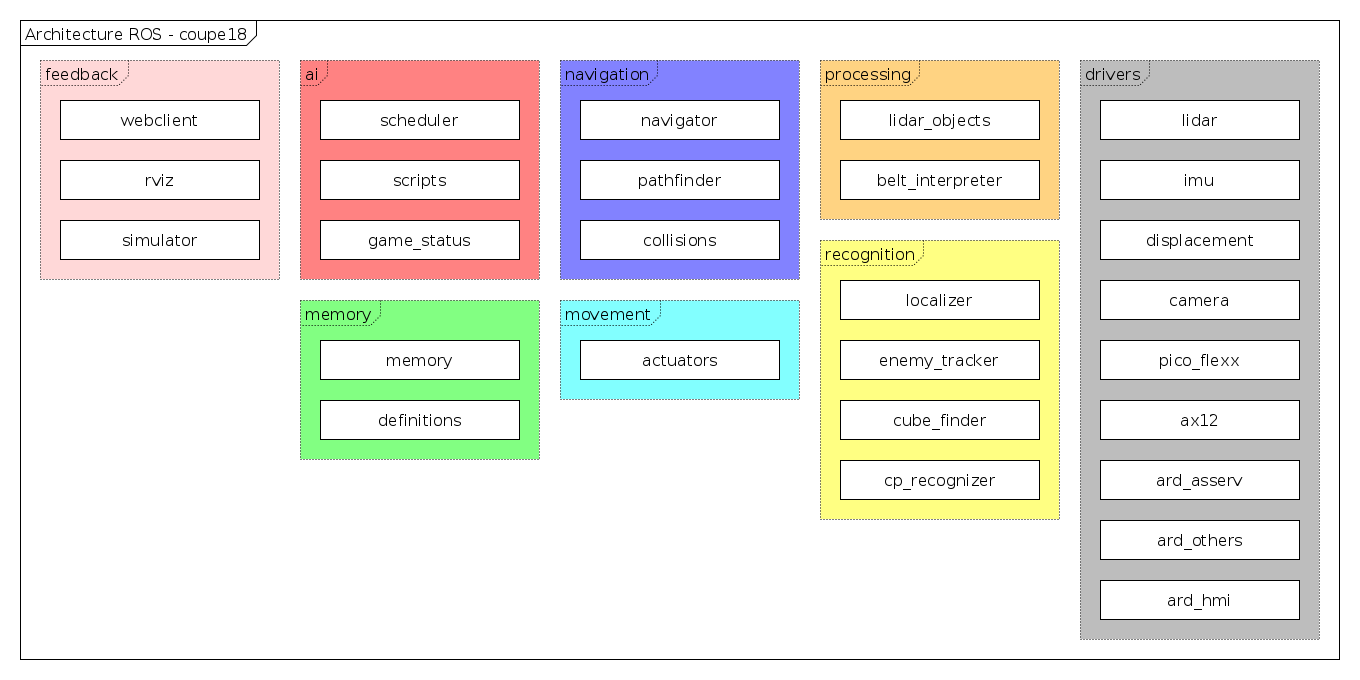 Architecture ROS - coupe18
feedback
webclient
rviz
simulator
ai
scheduler
scripts
game_status
memory
memory
definitions
navigation
navigator
pathfinder
collisions
movement
actuators
processing
lidar_objects
belt_interpreter
recognition
localizer
enemy_tracker
cube_finder
cp_recognizer
drivers
lidar
imu
displacement
camera
pico_flexx
ax12
ard_asserv
ard_others
ard_hmi